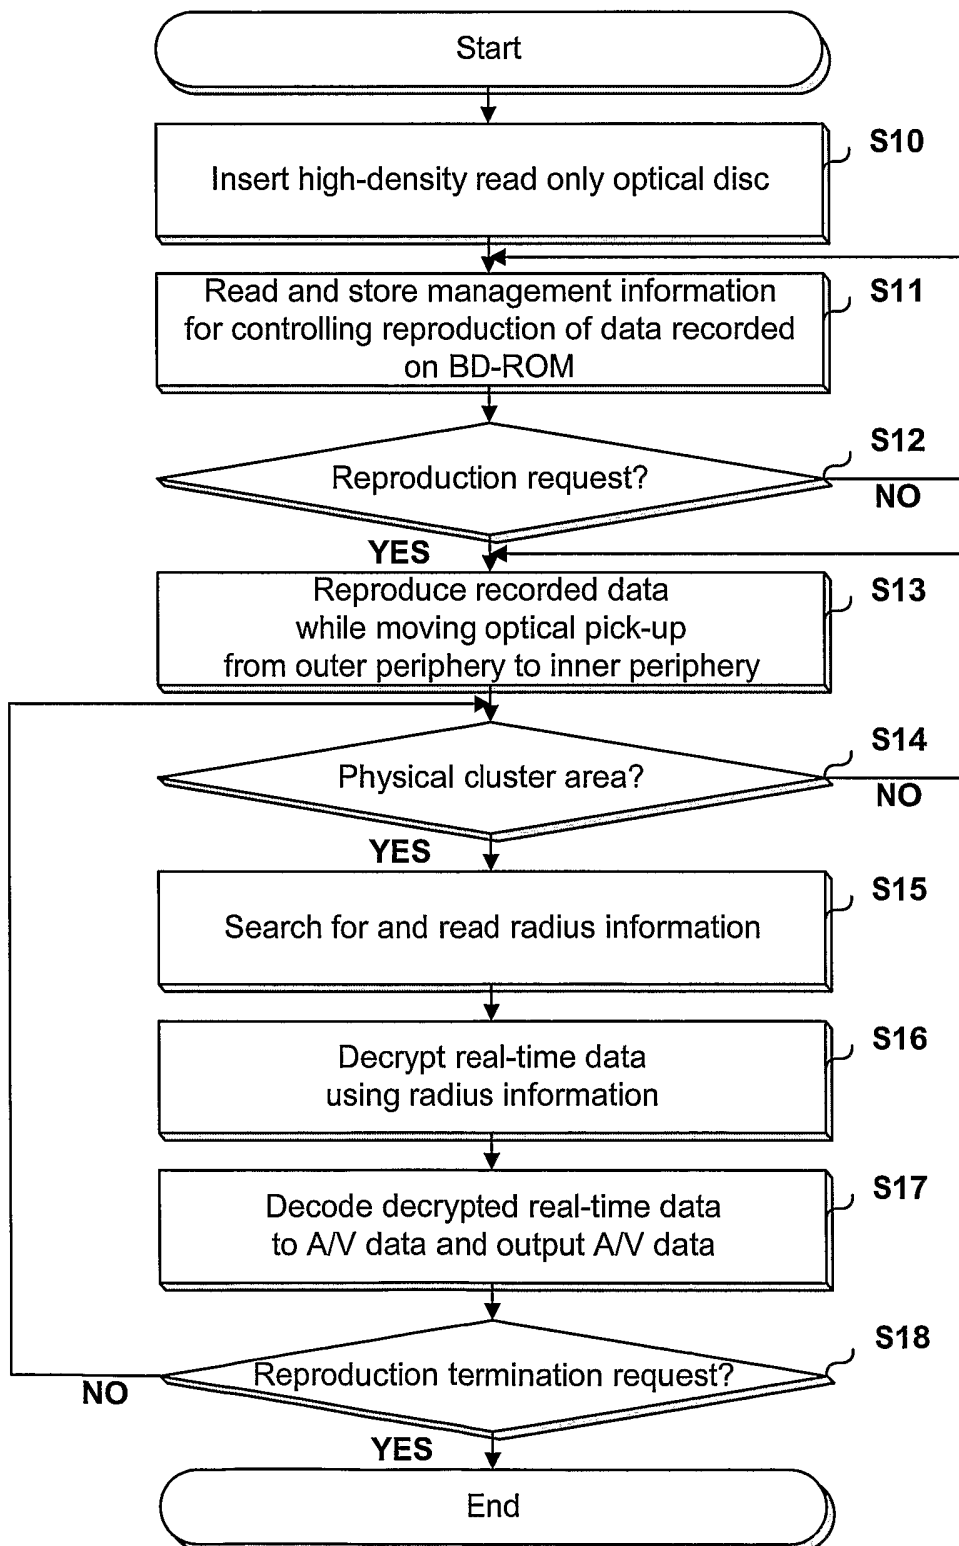 Start
S10
Insert high-density read only optical disc
S11
Read and store management information
for controlling reproduction of data recorded
on BD-ROM
S12
Reproduction request?
NO
YES
S13
Reproduce recorded data
while moving optical pick-up
from outer periphery to inner periphery
S14
Physical cluster area?
NO
YES
S15
Search for and read radius information
S16
Decrypt real-time data
using radius information
S17
Decode decrypted real-time data
to A/V data and output A/V data
S18
Reproduction termination request?
NO
YES
End